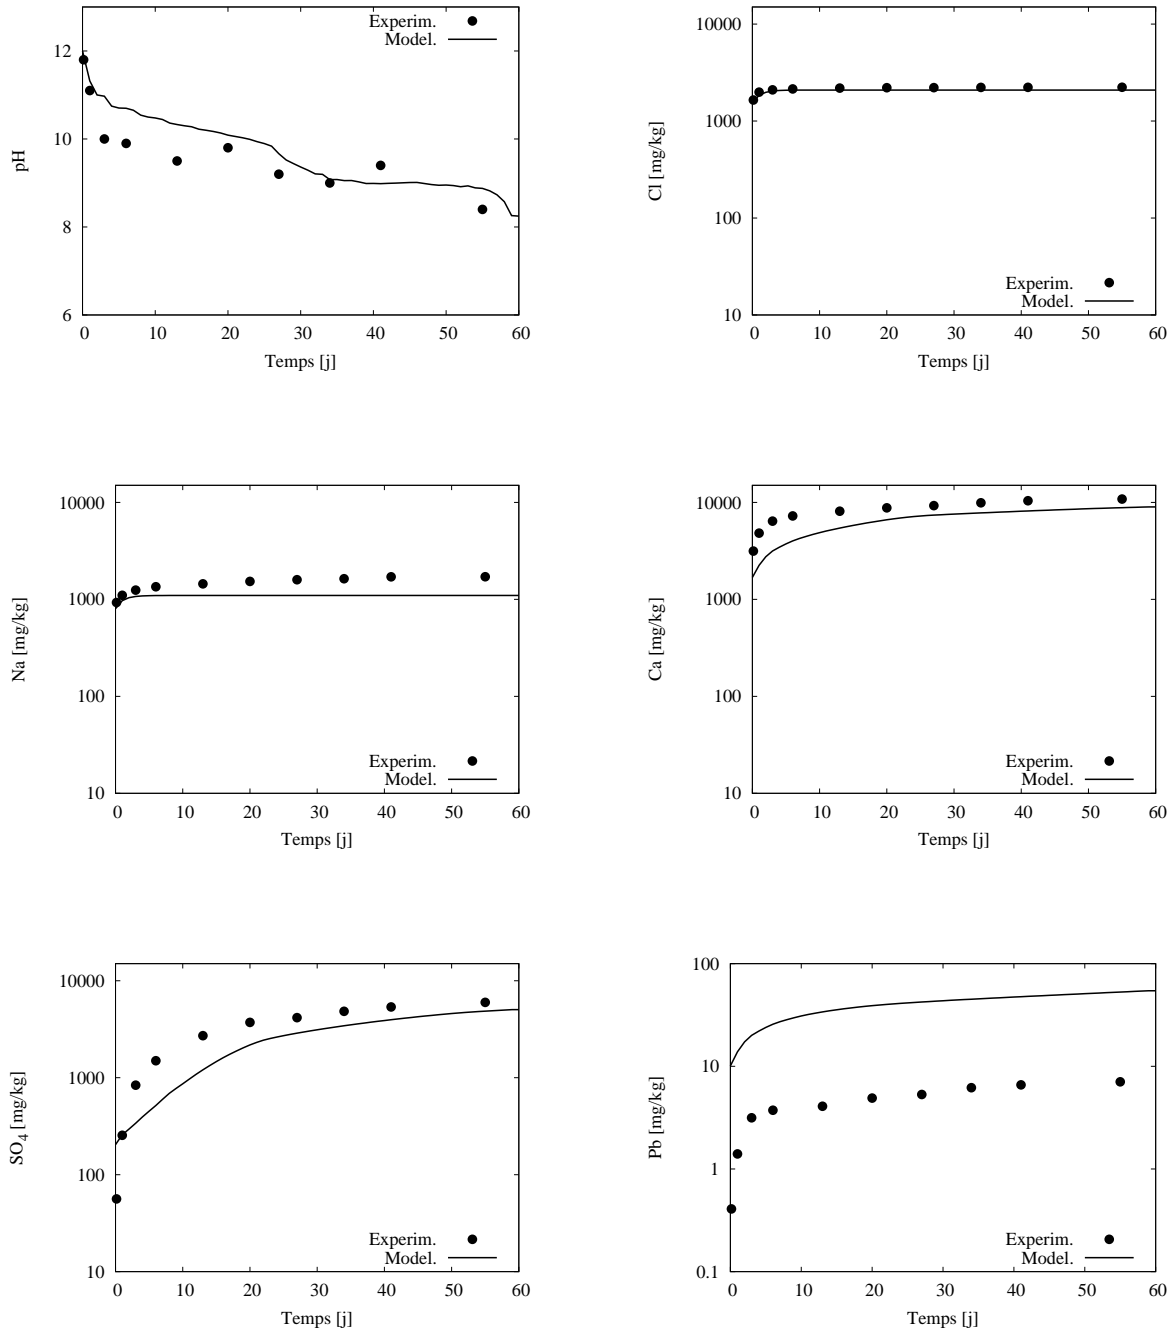 Experim.
Model.
12
10
8
6
pH
0 10 20 30 40 50 60
Temps [j]
10000
1000
100
10
Cl [mg/kg]
Experim.
Model.
0 10 20 30 40 50 60
Temps [j]
10000
1000
100
10
Na [mg/kg]
Experim.
Model.
0 10 20 30 40 50 60
Temps [j]
10000
1000
100
10
Ca [mg/kg]
Experim.
Model.
0 10 20 30 40 50 60
Temps [j]
10000
1000
100
10
SO4 [mg/kg]
Experim.
Model.
0 10 20 30 40 50 60
Temps [j]
100
10
1
0.1
Pb [mg/kg]
Experim.
Model.
0 10 20 30 40 50 60
Temps [j]